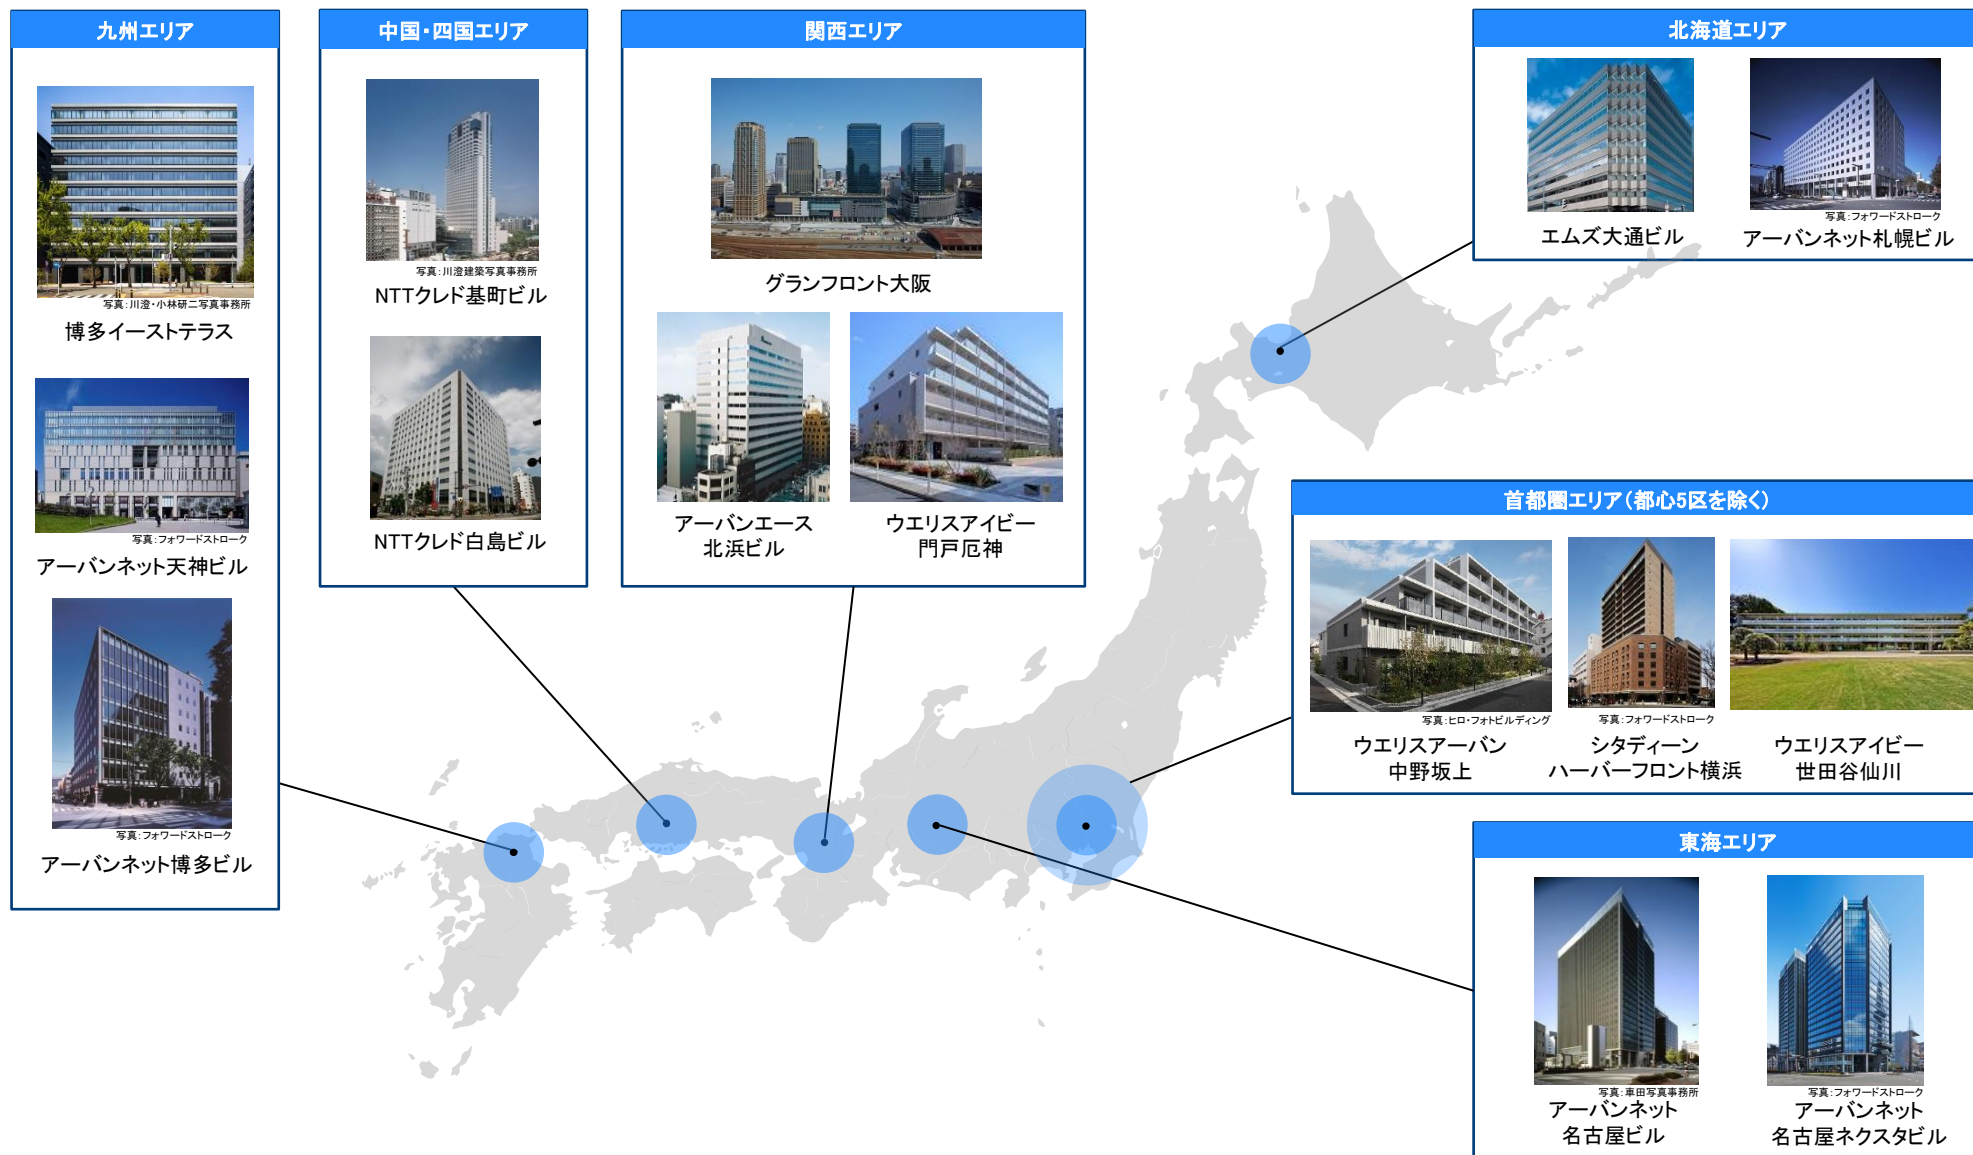 九州エリア
写真：川澄・小林研二写真事務所
博多イーストテラス
写真：フォワードストローク
アーバンネット天神ビル
写真：フォワードストローク
アーバンネット博多ビル
中国・四国エリア
写真：川澄建築写真事務所
NTTクレド基町ビル
NTTクレド白島ビル
関西エリア
グランフロント大阪
アーバンエース
北浜ビル
ウエリスアイビー
門戸厄神
北海道エリア
エムズ大通ビル
写真：フォワードストローク
アーバンネット札幌ビル
首都圏エリア（都心5区を除く）
写真：ヒロ・フォトビルディング
ウエリスアーバン
中野坂上
写真：フォワードストローク
シタディーン
ハーバーフロント横浜
ウエリスアイビー
世田谷仙川
東海エリア
写真：車田写真事務所
アーバンネット
名古屋ビル
写真：フォワードストローク
アーバンネット
名古屋ネクスタビル